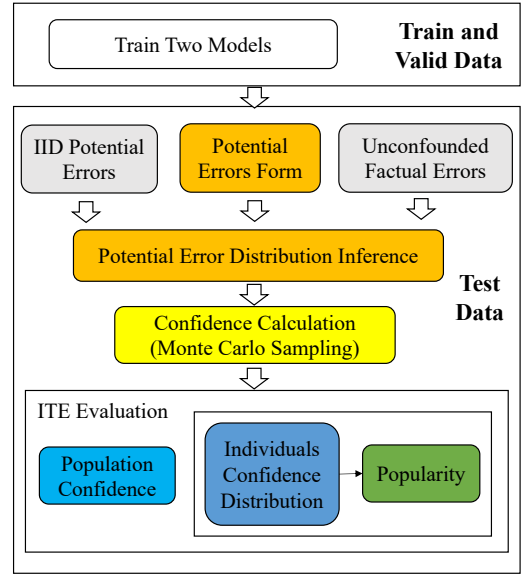 Train Two Models
Train and
Valid Data
IID Potential
Errors
Potential
Errors Form
Unconfounded
Factual Errors
Potential Error Distribution Inference
Test
Data
Confidence Calculation
(Monte Carlo Sampling)
ITE Evaluation
Population
Confidence
Individuals
Confidence
Distribution
Popularity